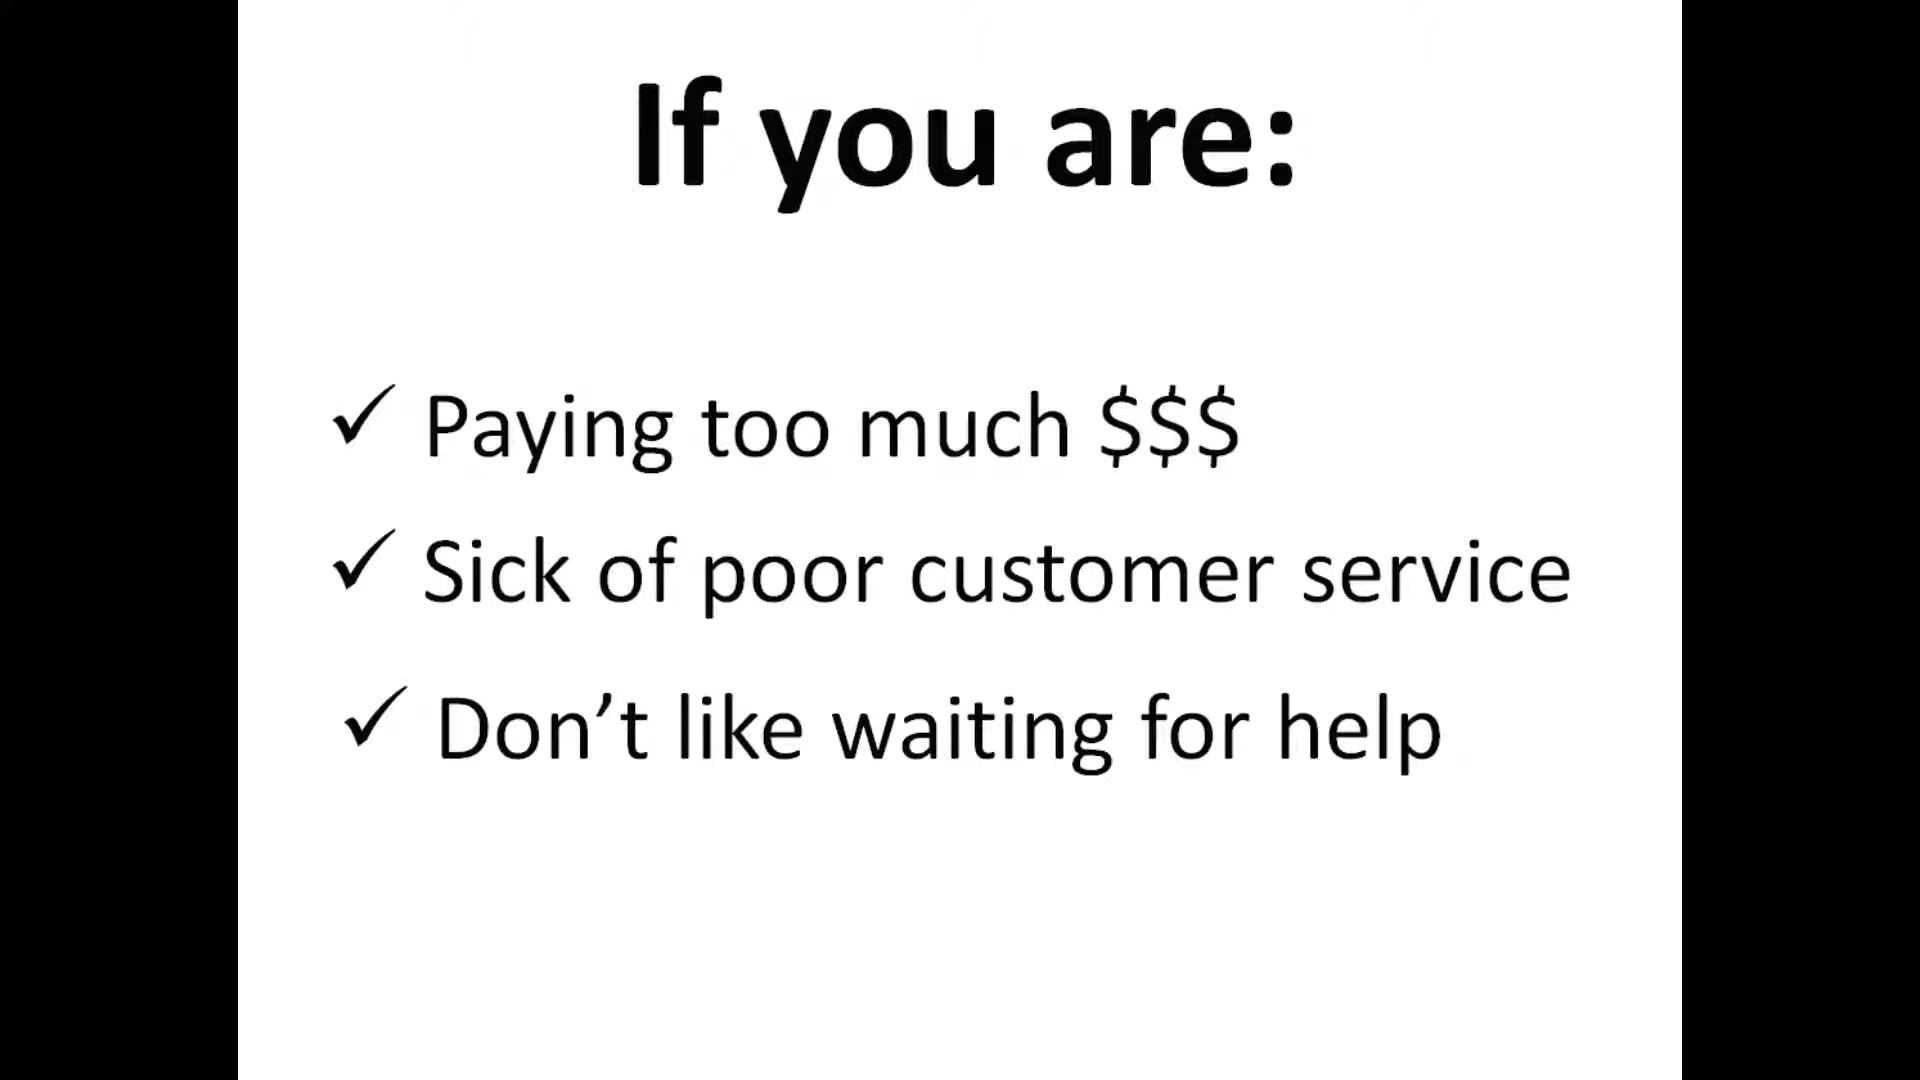 If you are:
✓ Paying too much $$$
✓ Sick of poor customer service
✓ Don’t like waiting for help